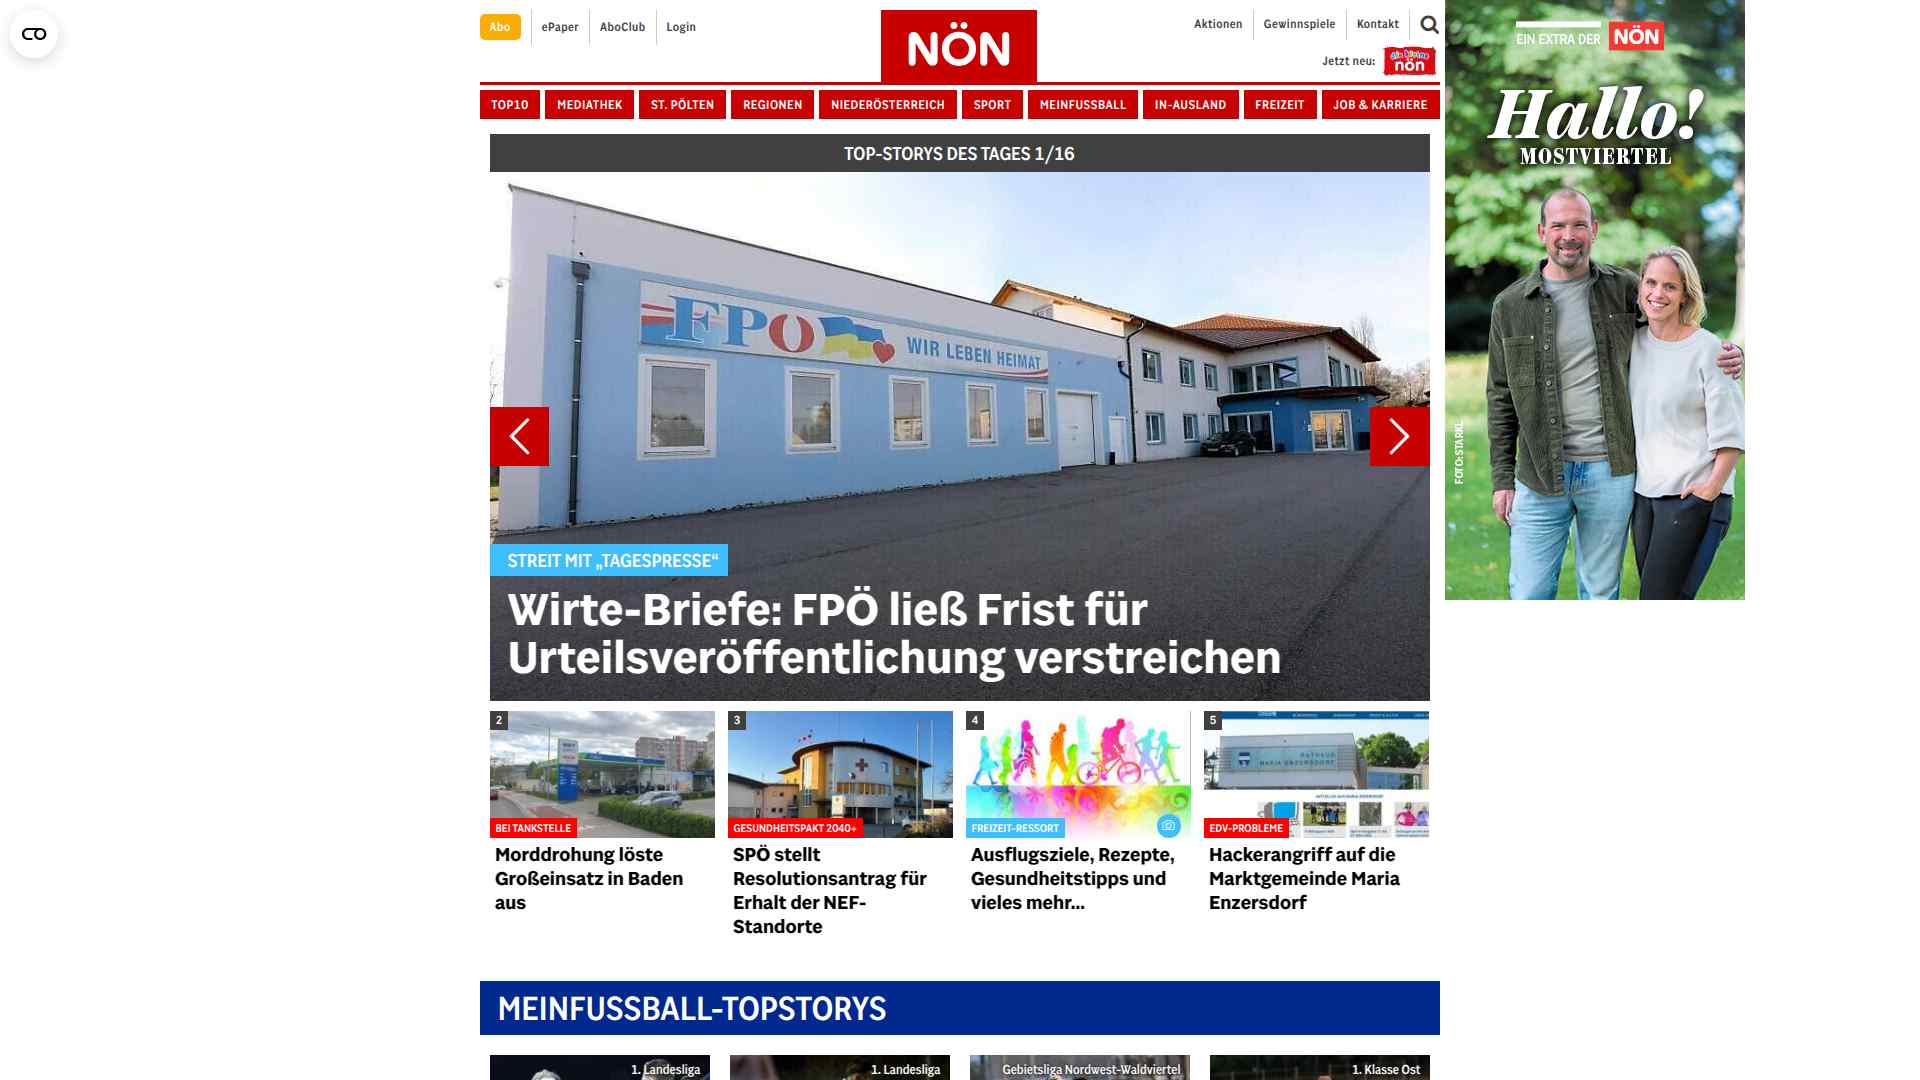 Abo
ePaper
AboClub
Login
NÖN
Aktionen
Gewinnspiele
Kontakt
Jetzt neu:
die kleine
nön
TOP10
MEDIATHEK
ST. PÖLTEN
REGIONEN
NIEDERÖSTERREICH
SPORT
MEINFUSSBALL
IN-AUSLAND
FREIZEIT
JOB & KARRIERE
EIN EXTRA DER NÖN
Hallo!
MOSTVIERTEL
FOTO: STARKL
TOP-STORYS DES TAGES 1/16
FPÖ
WIR LEBEN HEIMAT
STREIT MIT „TAGESPRESSE“
Wirte-Briefe: FPÖ ließ Frist für
Urteilsveröffentlichung verstreichen
2
BEI TANKSTELLE
Morddrohung löste
Großeinsatz in Baden
aus
3
GESUNDHEITSPAKT 2040+
SPÖ stellt
Resolutionsantrag für
Erhalt der NEF-
Standorte
4
FREIZEIT-RESSORT
Ausflugsziele, Rezepte,
Gesundheitstipps und
vieles mehr...
5
RATHAUS
MARIA ENZERSDORF
EDV-PROBLEME
Hackerangriff auf die
Marktgemeinde Maria
Enzersdorf
MEINFUSSBALL-TOPSTORYS
1. Landesliga
1. Landesliga
Gebietsliga Nordwest-Waldviertel
1. Klasse Ost